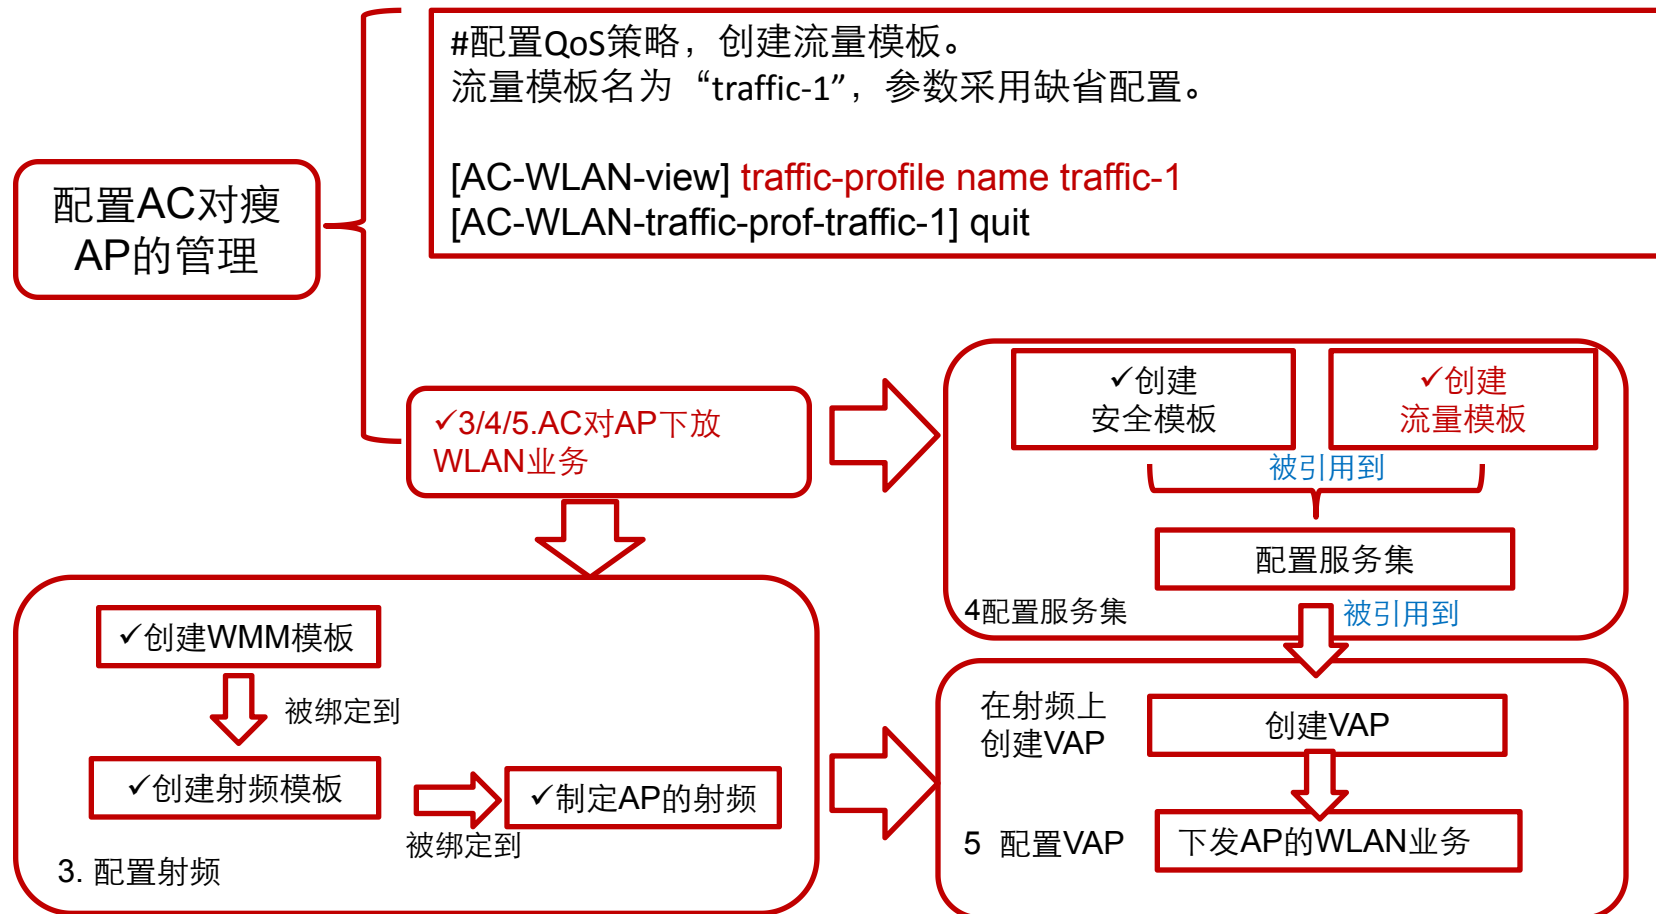 #配置QoS策略，创建流量模板。
流量模板名为“traffic-1”，参数采用缺省配置。
[AC-WLAN-view] traffic-profile name traffic-1
[AC-WLAN-traffic-prof-traffic-1] quit
配置AC对瘦
AP的管理
✓3/4/5.AC对AP下放
WLAN业务
✓创建
安全模板
✓创建
流量模板
被引用到
配置服务集
4配置服务集
被引用到
✓创建WMM模板
被绑定到
✓创建射频模板
被绑定到
✓制定AP的射频
3. 配置射频
在射频上
创建VAP
创建VAP
5 配置VAP
下发AP的WLAN业务